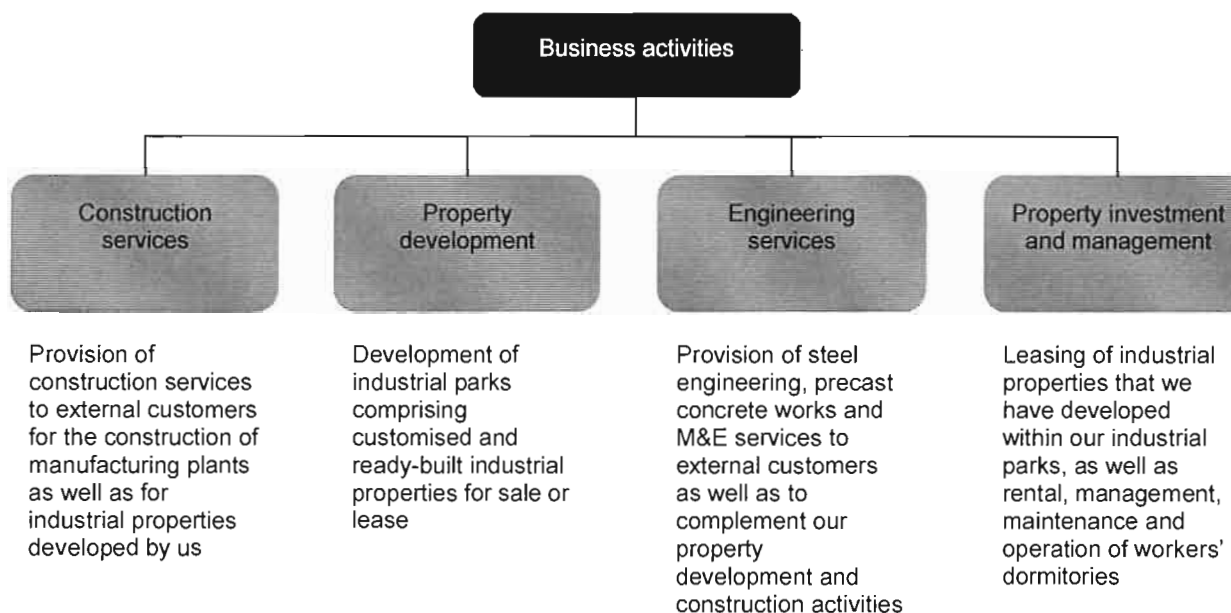 Business activities
Construction
services
Property
development
Engineering
services
Property investment
and management
Provision of
construction services
to external customers
for the construction of
manufacturing plants
as well as for
industrial properties
developed by us
Development of
industrial parks
comprising
customised and
ready-built industrial
properties for sale or
lease
Provision of steel
engineering, precast
concrete works and
M&E services to
external customers
as well as to
complement our
property
development and
construction activities
Leasing of industrial
properties that we
have developed
within our industrial
parks, as well as
rental, management,
maintenance and
operation of workers'
dormitories